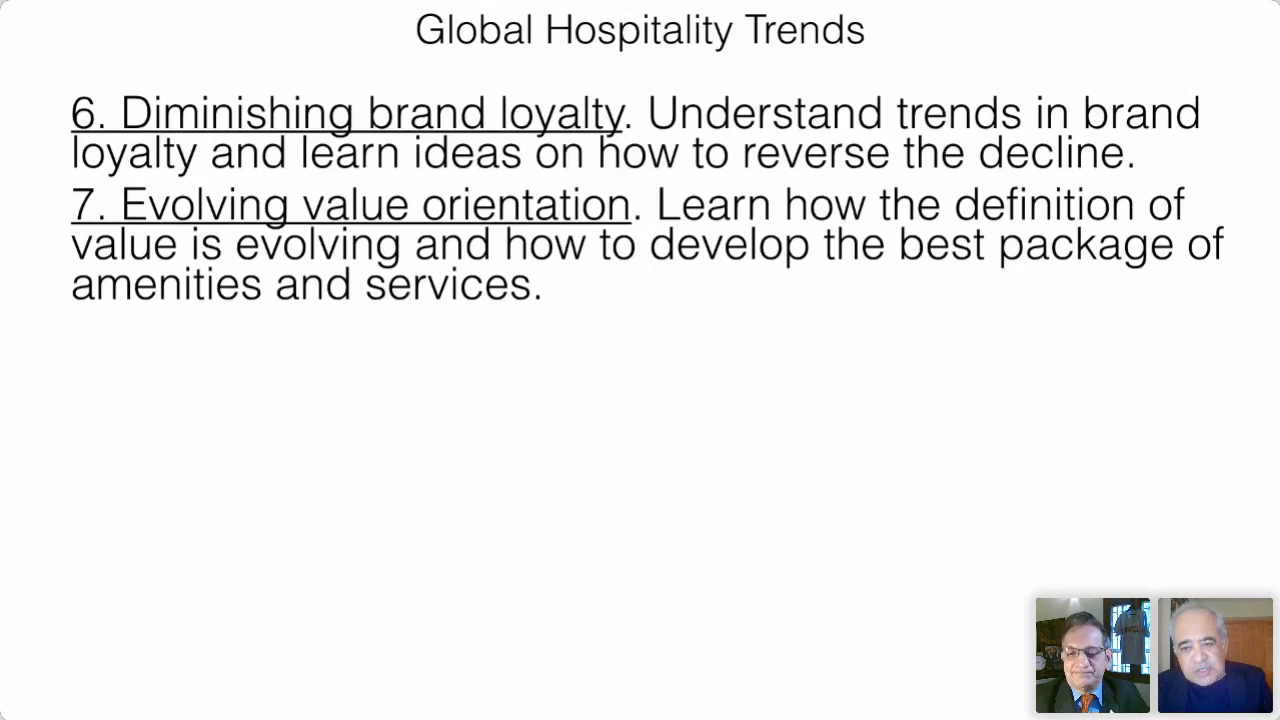 Global Hospitality Trends
6. Diminishing brand loyalty. Understand trends in brand
loyalty and learn ideas on how to reverse the decline.
7. Evolving value orientation. Learn how the definition of
value is evolving and how to develop the best package of
amenities and services.